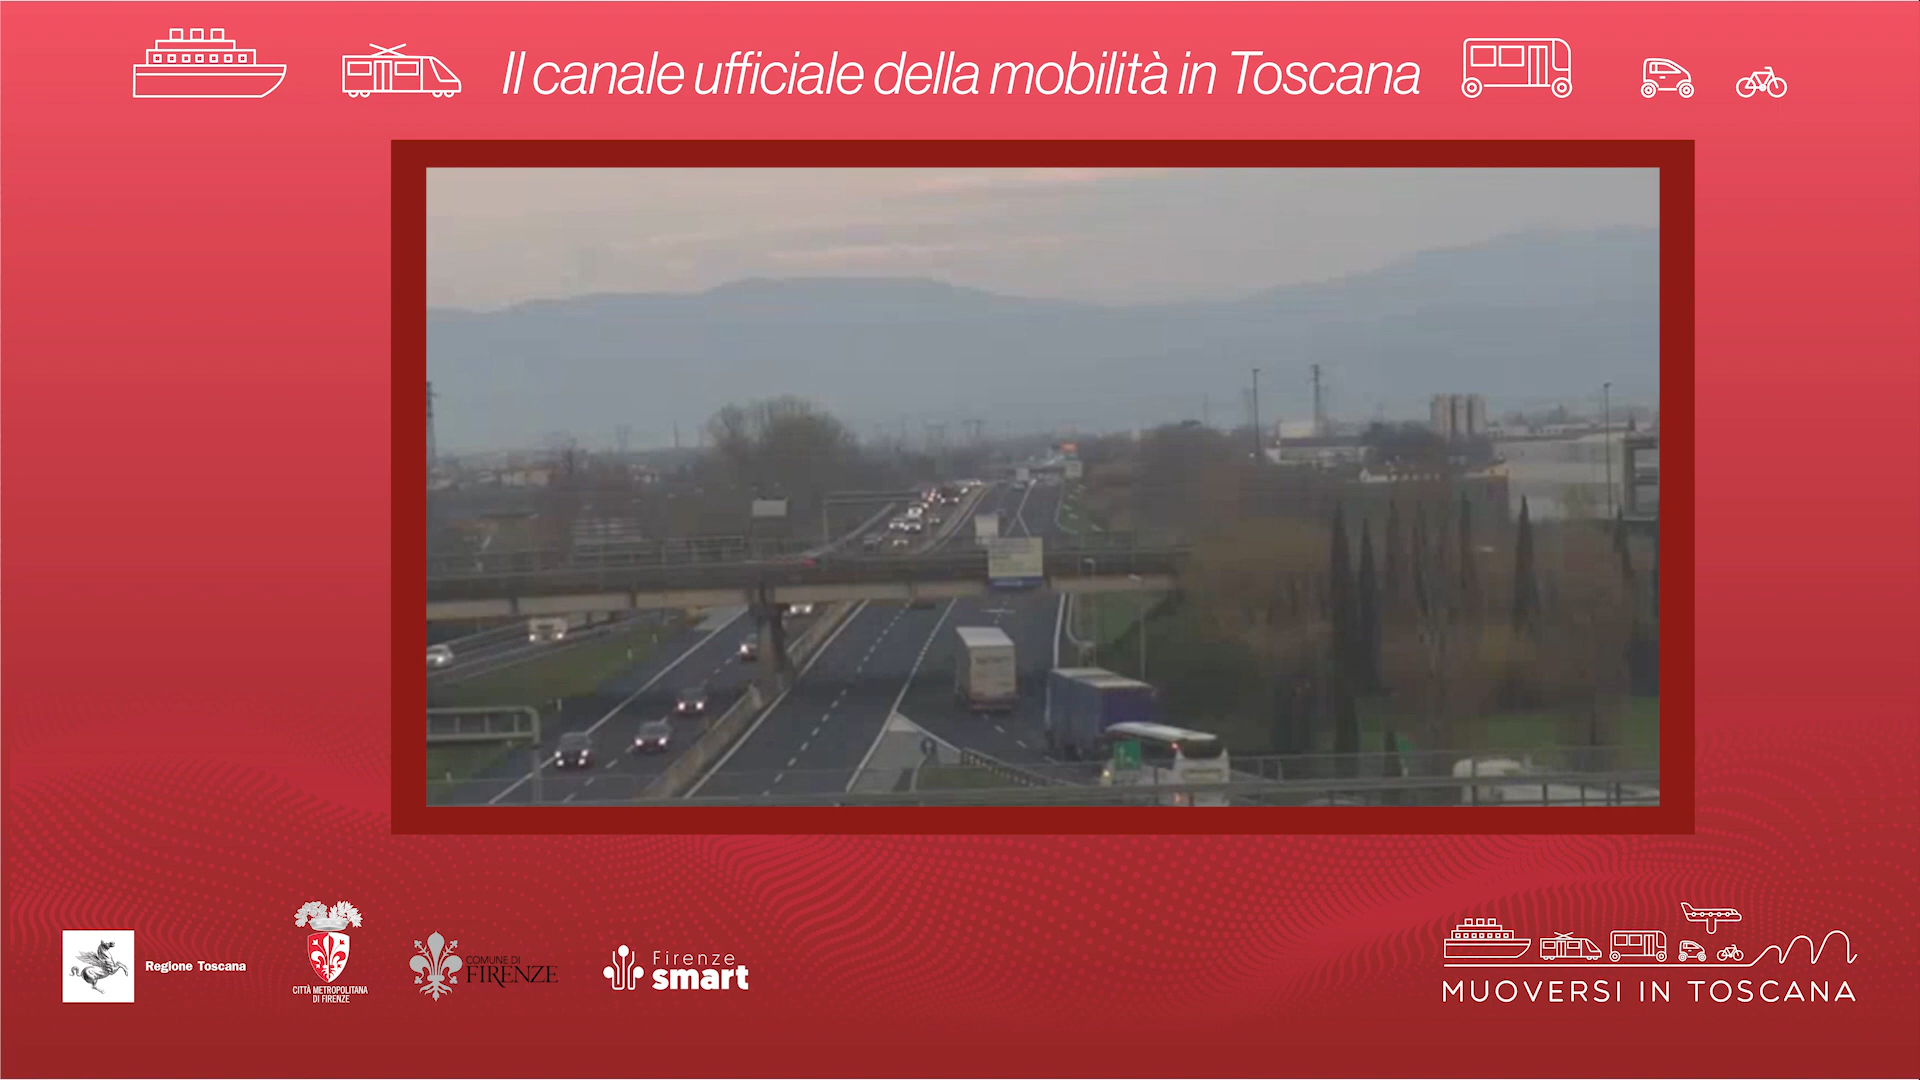 Il canale ufficiale della mobilità in Toscana
Regione Toscana
CITTÀ METROPOLITANA
DI FIRENZE
COMUNE DI
FIRENZE
Firenze
smart
MUOVERSI IN TOSCANA